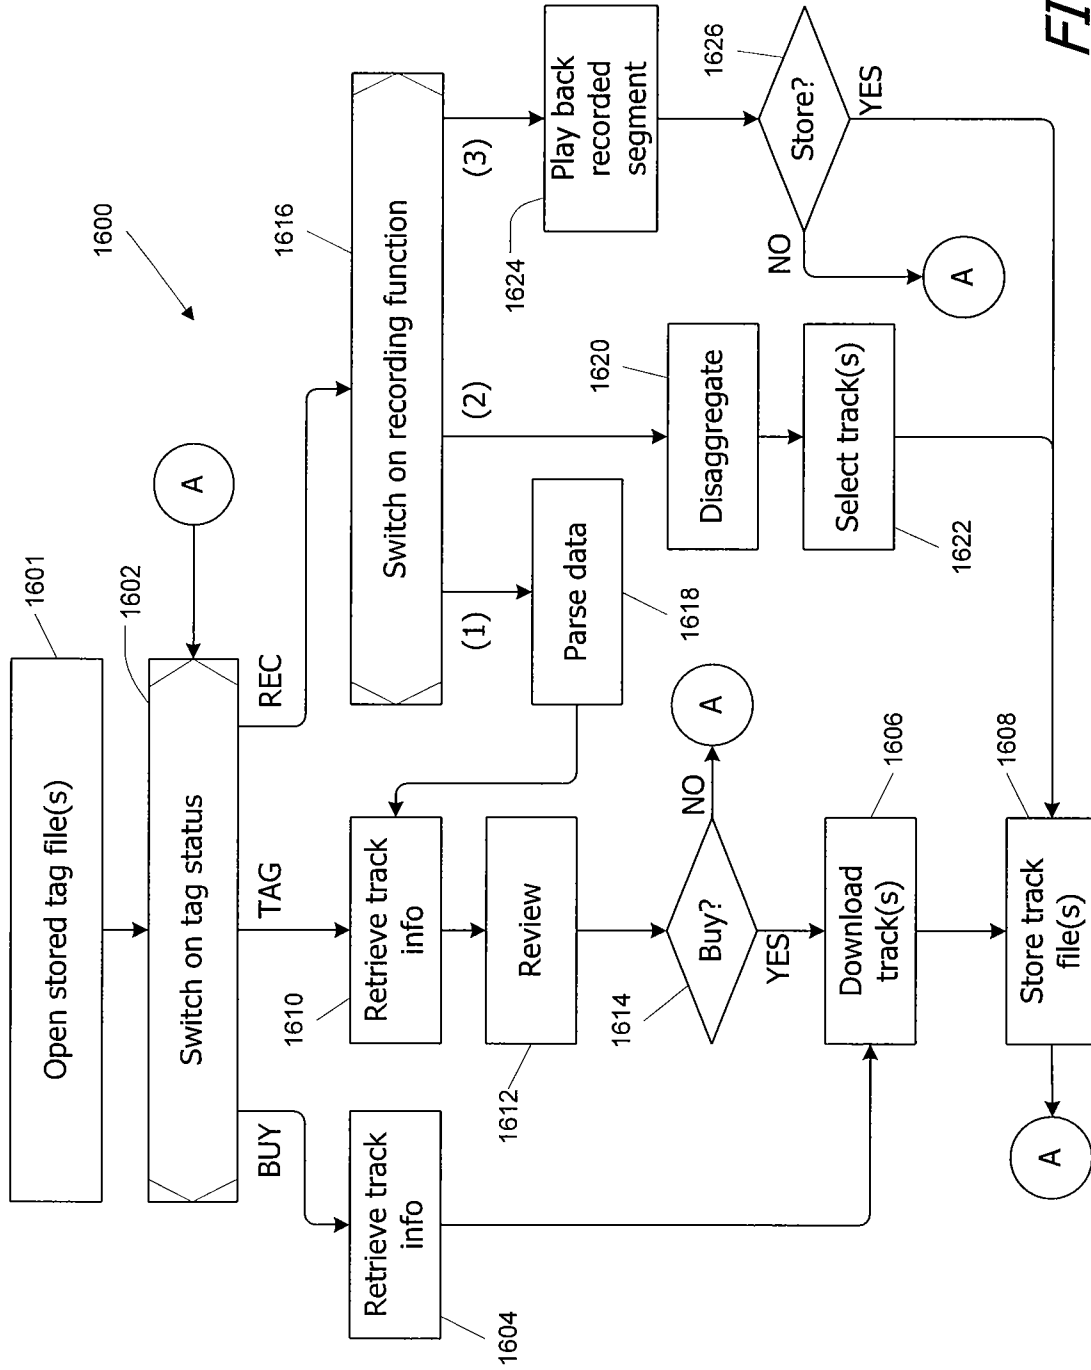 Open stored tag file(s)
1601
1602
Switch on tag status
A
1600
BUY
TAG
REC
1616
Switch on recording function
1604
Retrieve track
info
1610
Retrieve track
info
(1)
(2)
(3)
1612
Review
Parse data
1618
1624
Play back
recorded
segment
1614
Buy?
NO
A
YES
1620
Disaggregate
1626
Store?
NO
YES
Select track(s)
1622
A
Download
track(s)
1606
1608
Store track
file(s)
A
FI